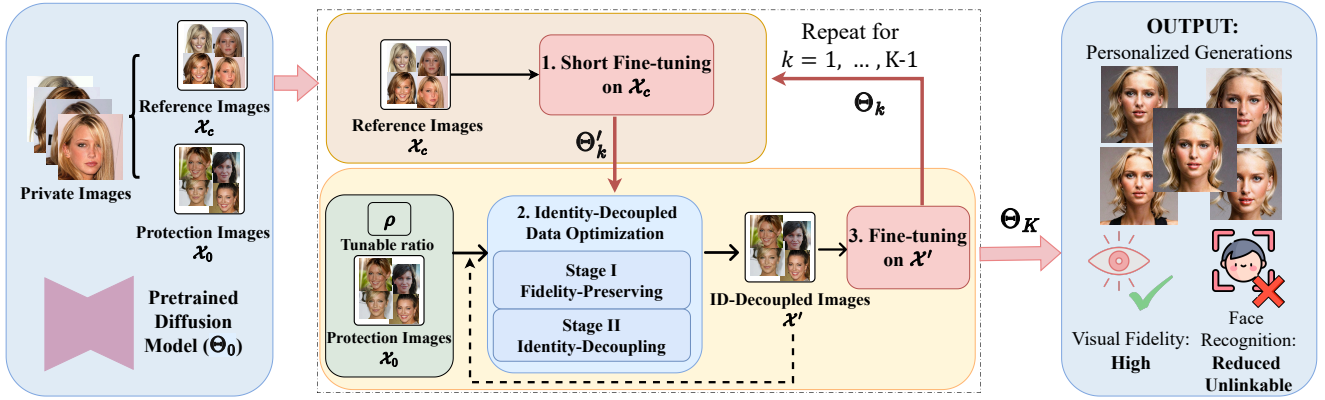 Private Images
Reference Images
𝒳c
Protection Images
𝒳0
Pretrained
Diffusion
Model (Θ0)
Reference Images
𝒳c
1. Short Fine-tuning
on 𝒳c
Repeat for
k = 1, … ,K-1
Θk
Θ′k
ρ
Tunable ratio
Protection Images
𝒳0
2. Identity-Decoupled
Data Optimization
Stage I
Fidelity-Preserving
Stage II
Identity-Decoupling
ID-Decoupled Images
𝒳′
3. Fine-tuning
on 𝒳′
ΘK
OUTPUT:
Personalized Generations
Visual Fidelity:
High
Face
Recognition:
Reduced
Unlinkable